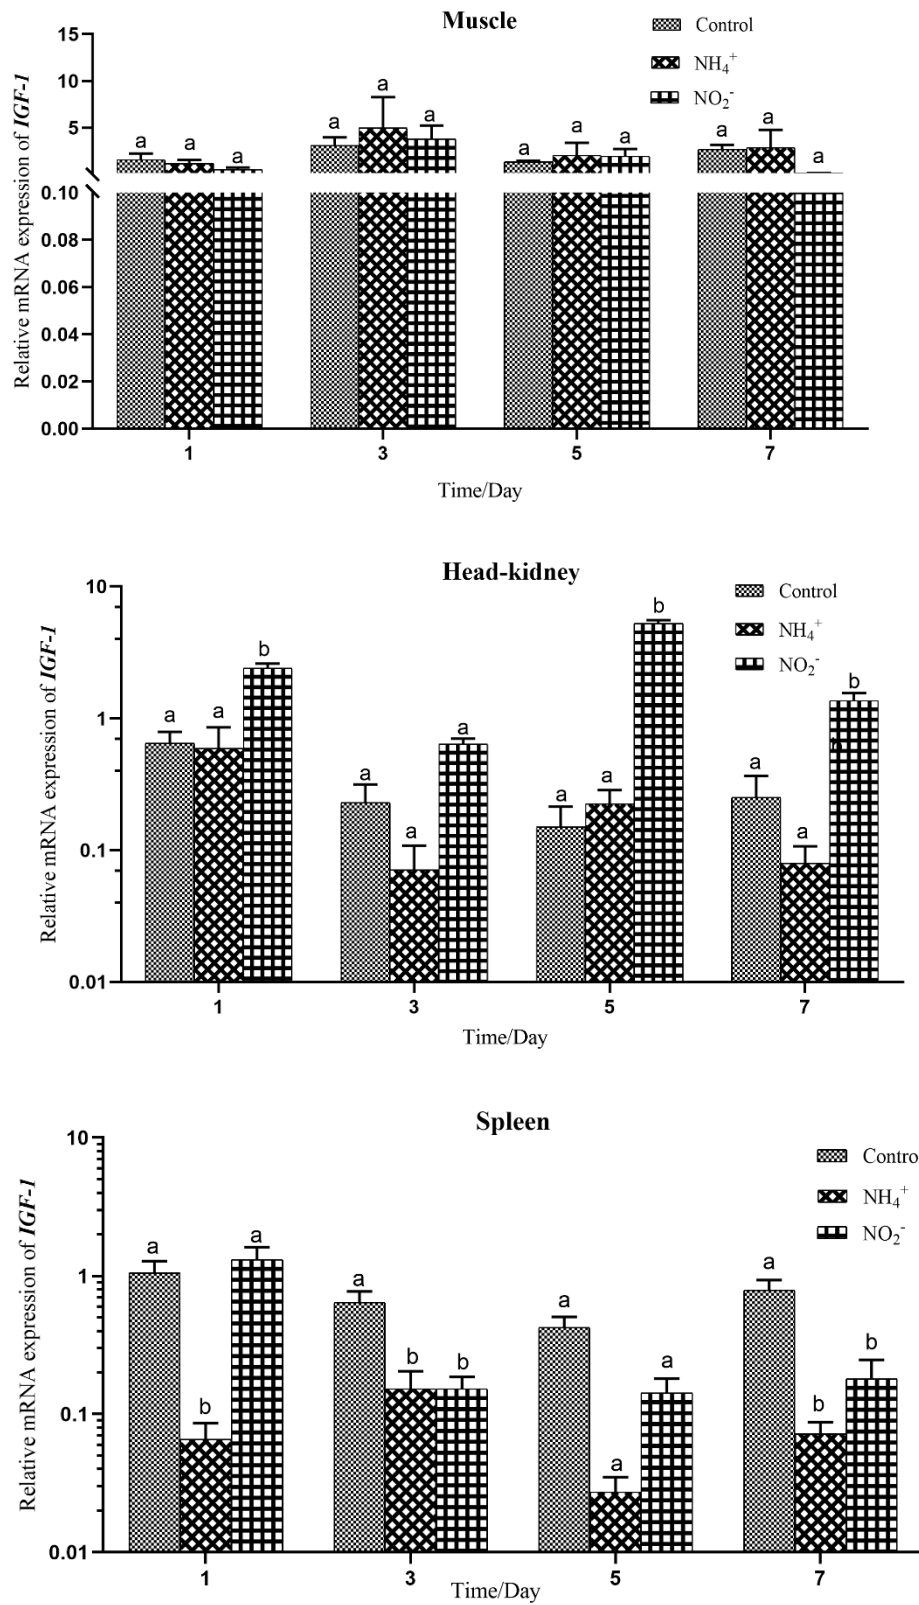 Muscle
Relative mRNA expression of IGF-1
15
10
5
0.10
0.08
0.06
0.04
0.02
0.00
Control
NH₄⁺
NO₂⁻
a a a
a a a
a a a
a a a
1 3 5 7
Time/Day
Head-kidney
Relative mRNA expression of IGF-1
10
1
0.1
0.01
Control
NH₄⁺
NO₂⁻
a a b
a a a
a a b
a a b
1 3 5 7
Time/Day
Spleen
Relative mRNA expression of IGF-1
10
1
0.1
0.01
Contro
NH₄⁺
NO₂⁻
a b a
a b b
a a a
a b b
1 3 5 7
Time/Day